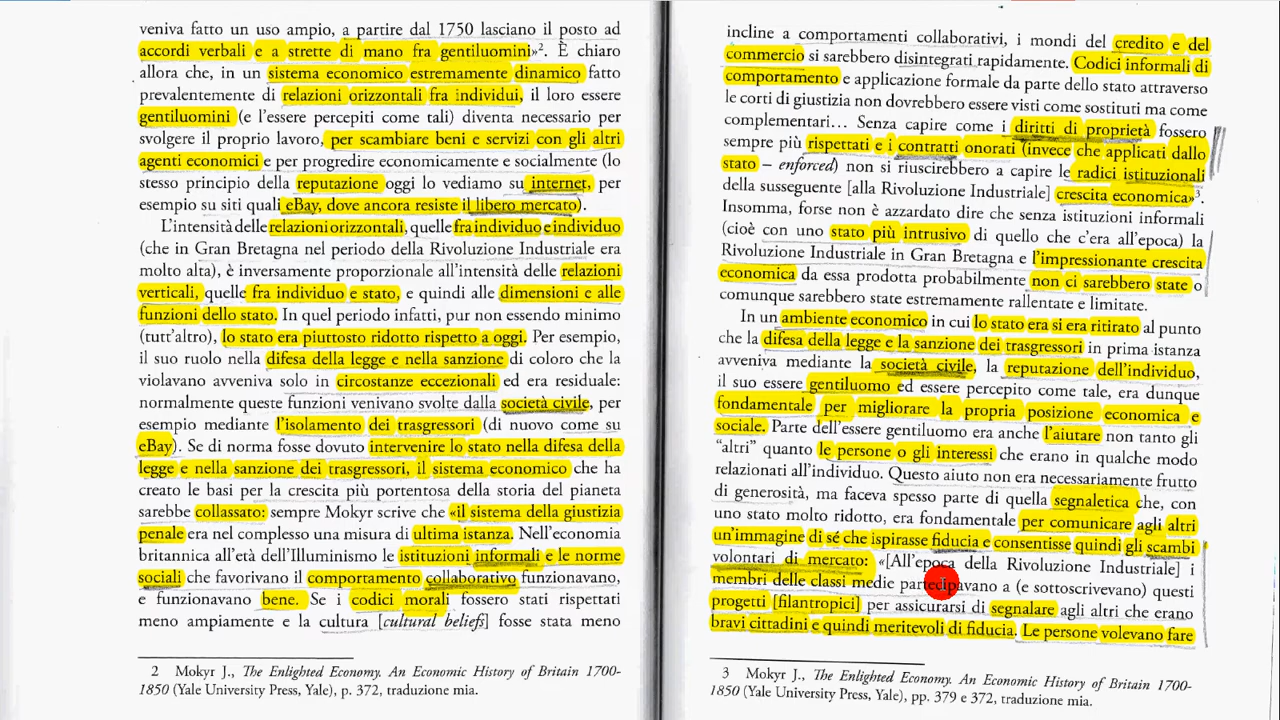 veniva fatto un uso ampio, a partire dal 1750 lasciano il posto ad
accordi verbali e a strette di mano fra gentiluomini»². È chiaro
allora che, in un sistema economico estremamente dinamico fatto
prevalentemente di relazioni orizzontali fra individui, il loro essere
gentiluomini (e l'essere percepiti come tali) diventa necessario per
svolgere il proprio lavoro, per scambiare beni e servizi con gli altri
agenti economici e per progredire economicamente e socialmente (lo
stesso principio della reputazione oggi lo vediamo su internet, per
esempio su siti quali eBay, dove ancora resiste il libero mercato).
L'intensità delle relazioni orizzontali, quelle fra individuo e individuo
(che in Gran Bretagna nel periodo della Rivoluzione Industriale era
molto alta), è inversamente proporzionale all'intensità delle relazioni
verticali, quelle fra individuo e stato, e quindi alle dimensioni e alle
funzioni dello stato. In quel periodo infatti, pur non essendo minimo
(tutt'altro), lo stato era piuttosto ridotto rispetto a oggi. Per esempio,
il suo ruolo nella difesa della legge e nella sanzione di coloro che la
violavano avveniva solo in circostanze eccezionali ed era residuale:
normalmente queste funzioni venivano svolte dalla società civile, per
esempio mediante l'isolamento dei trasgressori (di nuovo come su
eBay). Se di norma fosse dovuto intervenire lo stato nella difesa della
legge e nella sanzione dei trasgressori, il sistema economico che ha
creato le basi per la crescita più portentosa della storia del pianeta
sarebbe collassato: sempre Mokyr scrive che «il sistema della giustizia
penale era nel complesso una misura di ultima istanza. Nell'economia
britannica all'età dell'Illuminismo le istituzioni informali e le norme
sociali che favorivano il comportamento collaborativo funzionavano,
e funzionavano bene. Se i codici morali fossero stati rispettati
meno ampiamente e la cultura [cultural beliefs] fosse stata meno
2 Mokyr J., The Enlighted Economy. An Economic History of Britain 1700-
1850 (Yale University Press, Yale), p. 372, traduzione mia.
incline a comportamenti collaborativi, i mondi del credito e del
commercio si sarebbero disintegrati rapidamente. Codici informali di
comportamento e applicazione formale da parte dello stato attraverso
le corti di giustizia non dovrebbero essere visti come sostituti ma come
complementari… Senza capire come i diritti di proprietà fossero
sempre più rispettati e i contratti onorati (invece che applicati dallo
stato – enforced) non si riuscirebbero a capire le radici istituzionali
della susseguente [alla Rivoluzione Industriale] crescita economica»³.
Insomma, forse non è azzardato dire che senza istituzioni informali
(cioè con uno stato più intrusivo di quello che c'era all'epoca) la
Rivoluzione Industriale in Gran Bretagna e l'impressionante crescita
economica da essa prodotta probabilmente non ci sarebbero state o
comunque sarebbero state estremamente rallentate e limitate.
In un ambiente economico in cui lo stato era si era ritirato al punto
che la difesa della legge e la sanzione dei trasgressori in prima istanza
avveniva mediante la società civile, la reputazione dell'individuo,
il suo essere gentiluomo ed essere percepito come tale, era dunque
fondamentale per migliorare la propria posizione economica e
sociale. Parte dell'essere gentiluomo era anche l'aiutare non tanto gli
“altri” quanto le persone o gli interessi che erano in qualche modo
relazionati all'individuo. Questo aiuto non era necessariamente frutto
di generosità, ma faceva spesso parte di quella segnaletica che, con
uno stato molto ridotto, era fondamentale per comunicare agli altri
un'immagine di sé che ispirasse fiducia e consentisse quindi gli scambi
volontari di mercato: «[All'epoca della Rivoluzione Industriale] i
membri delle classi medie partecipavano a (e sottoscrivevano) questi
progetti [filantropici] per assicurarsi di segnalare agli altri che erano
bravi cittadini e quindi meritevoli di fiducia. Le persone volevano fare
3 Mokyr J., The Enlighted Economy. An Economic History of Britain 1700-
1850 (Yale University Press, Yale), pp. 379 e 372, traduzione mia.